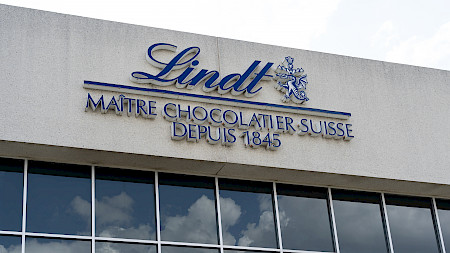 Lindt
MAÎTRE CHOCOLATIER SUISSE
DEPUIS 1845